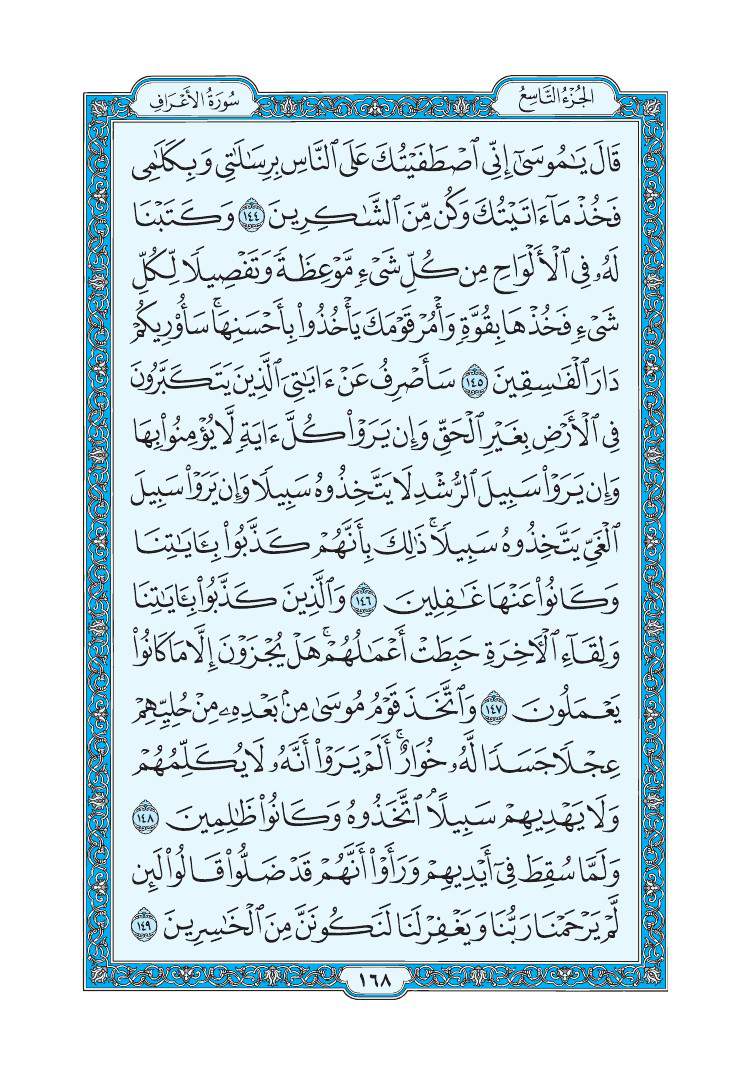 الجُزْءُ التَّاسِعُ
سُورَةُ الأَعْرَافِ
قَالَ يَٰمُوسَىٰٓ إِنِّي ٱصۡطَفَيۡتُكَ عَلَى ٱلنَّاسِ بِرِسَٰلَٰتِي وَبِكَلَٰمِي
فَخُذۡ مَآ ءَاتَيۡتُكَ وَكُن مِّنَ ٱلشَّٰكِرِينَ ١٤٤ وَكَتَبۡنَا
لَهُۥ فِي ٱلۡأَلۡوَاحِ مِن كُلِّ شَيۡءٖ مَّوۡعِظَةٗ وَتَفۡصِيلٗا لِّكُلِّ
شَيۡءٖ فَخُذۡهَا بِقُوَّةٖ وَأۡمُرۡ قَوۡمَكَ يَأۡخُذُواْ بِأَحۡسَنِهَاۚ سَأُوْرِيكُمۡ
دَارَ ٱلۡفَٰسِقِينَ ١٤٥ سَأَصۡرِفُ عَنۡ ءَايَٰتِيَ ٱلَّذِينَ يَتَكَبَّرُونَ
فِي ٱلۡأَرۡضِ بِغَيۡرِ ٱلۡحَقِّ وَإِن يَرَوۡاْ كُلَّ ءَايَةٖ لَّا يُؤۡمِنُواْ بِهَا
وَإِن يَرَوۡاْ سَبِيلَ ٱلرُّشۡدِ لَا يَتَّخِذُوهُ سَبِيلٗا وَإِن يَرَوۡاْ سَبِيلَ
ٱلۡغَيِّ يَتَّخِذُوهُ سَبِيلٗاۚ ذَٰلِكَ بِأَنَّهُمۡ كَذَّبُواْ بِـَٔايَٰتِنَا
وَكَانُواْ عَنۡهَا غَٰفِلِينَ ١٤٦ وَٱلَّذِينَ كَذَّبُواْ بِـَٔايَٰتِنَا
وَلِقَآءِ ٱلۡأٓخِرَةِ حَبِطَتۡ أَعۡمَٰلُهُمۡۚ هَلۡ يُجۡزَوۡنَ إِلَّا مَا كَانُواْ
يَعۡمَلُونَ ١٤٧ وَٱتَّخَذَ قَوۡمُ مُوسَىٰ مِنۢ بَعۡدِهِۦ مِنۡ حُلِيِّهِمۡ
عِجۡلٗا جَسَدٗا لَّهُۥ خُوَارٌۚ أَلَمۡ يَرَوۡاْ أَنَّهُۥ لَا يُكَلِّمُهُمۡ
وَلَا يَهۡدِيهِمۡ سَبِيلًاۘ ٱتَّخَذُوهُ وَكَانُواْ ظَٰلِمِينَ ١٤٨
وَلَمَّا سُقِطَ فِيٓ أَيۡدِيهِمۡ وَرَأَوۡاْ أَنَّهُمۡ قَدۡ ضَلُّواْ قَالُواْ لَئِن
لَّمۡ يَرۡحَمۡنَا رَبُّنَا وَيَغۡفِرۡ لَنَا لَنَكُونَنَّ مِنَ ٱلۡخَٰسِرِينَ ١٤٩
١٦٨